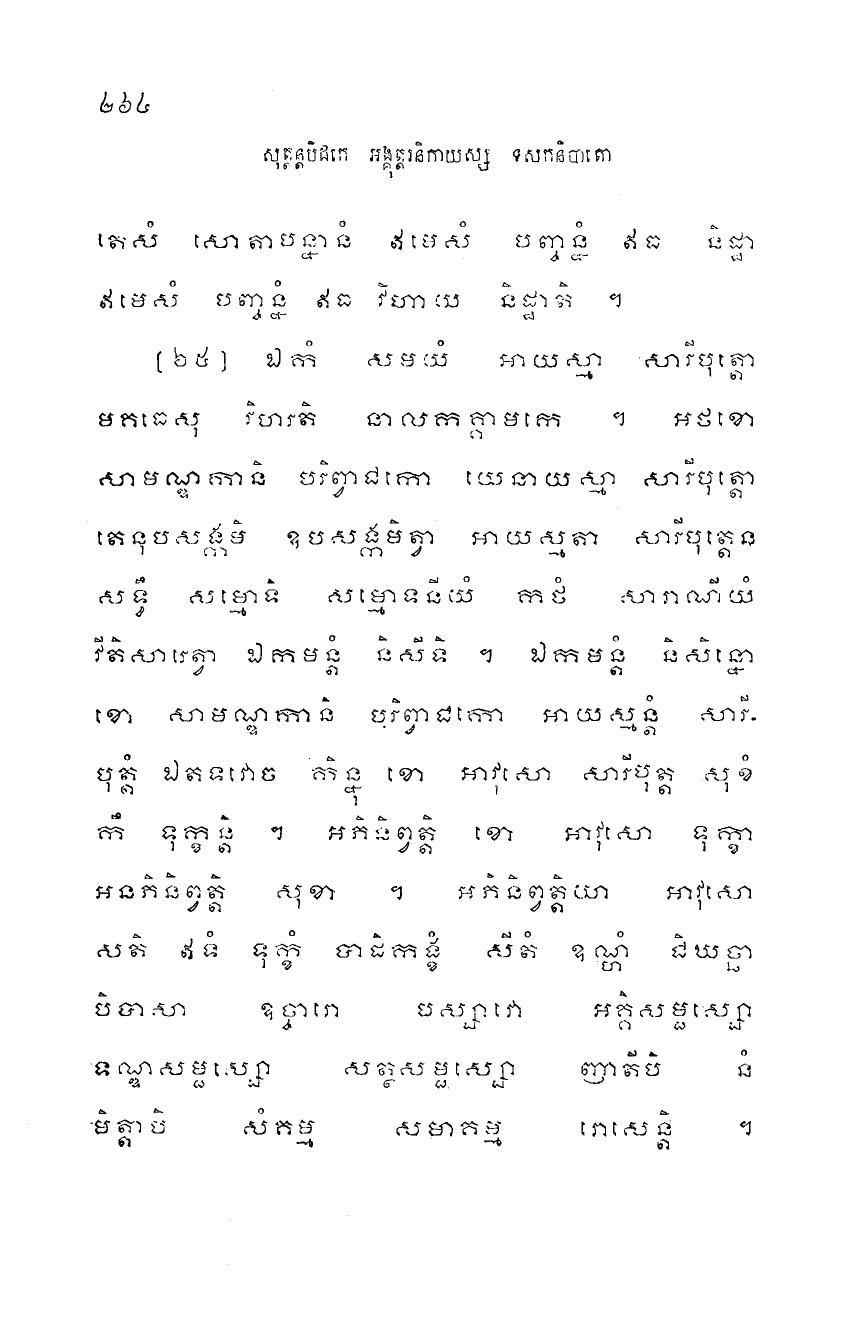 ២៦៤
សុត្តន្តបិដកេ អង្គុត្តរនិកាយស្ស ទសកនិបាតោ
តេសំ សោតាបន្នានំ ឥមេសំ បញ្ចន្នំ ឥធ និដ្ឋា
ឥមេសំ បញ្ចន្នំ ឥធ វិហាយ និដ្ឋាតិ ។
[៦៥] ឯកំ សមយំ អាយស្មា សារីបុត្តោ
មគធេសុ វិហរតិ នាលកគ្គាមកេ ។ អថខោ
សាមណ្ឌកានិ បរិព្វាជកោ យេនាយស្មា សារីបុត្តោ
តេនុបសង្កមិ ឧបសង្កមិត្វា អាយស្មតា សារីបុត្តេន
សទ្ធឹ សម្មោទិ សម្មោទនីយំ កថំ សារាណីយំ
វីតិសារេត្វា ឯកមន្តំ និសីទិ ។ ឯកមន្តំ និសិន្នោ
ខោ សាមណ្ឌកានិ បរិព្វាជកោ អាយស្មន្តំ សារី-
បុត្តំ ឯតទវោច កិន្នុ ខោ អាវុសោ សារីបុត្ត សុខំ
កឹ ទុក្ខន្តិ ។ អភិនិព្វត្តិ ខោ អាវុសោ ទុក្ខា
អនភិនិព្វត្តិ សុខា ។ អភិនិព្វត្តិយា អាវុសោ
សតិ ឥទំ ទុក្ខំ បាដិកង្ខំ សីតំ ឧណ្ហំ ជិឃច្ឆា
បិបាសា ឧច្ចារោ បស្សាវោ អគ្គិសម្ផស្សោ
ទណ្ឌសម្ផស្សោ សត្ថសម្ផស្សោ ញាតីបិ នំ
មិត្តាបិ សំគម្ម សមាគម្ម រោសេន្តិ ។